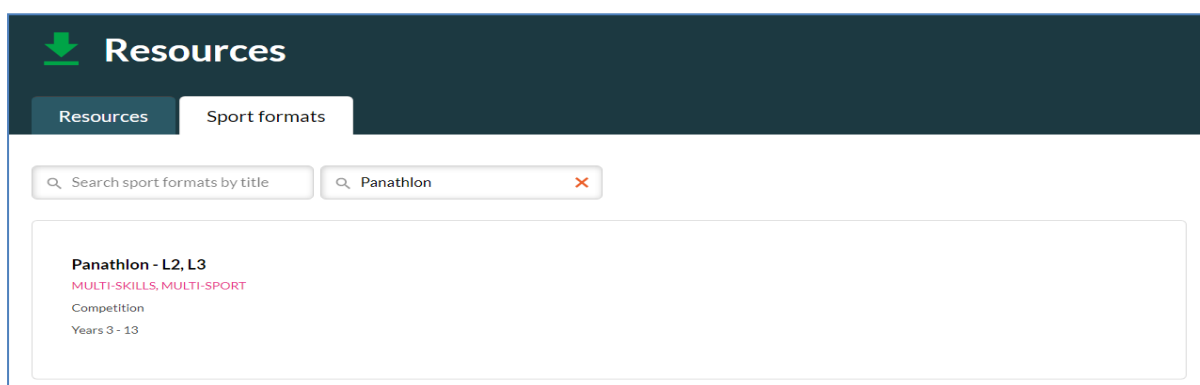 Resources
Resources Sport formats
Search sport formats by title Panathlon
Panathlon - L2, L3
MULTI-SKILLS, MULTI-SPORT
Competition
Years 3 - 13